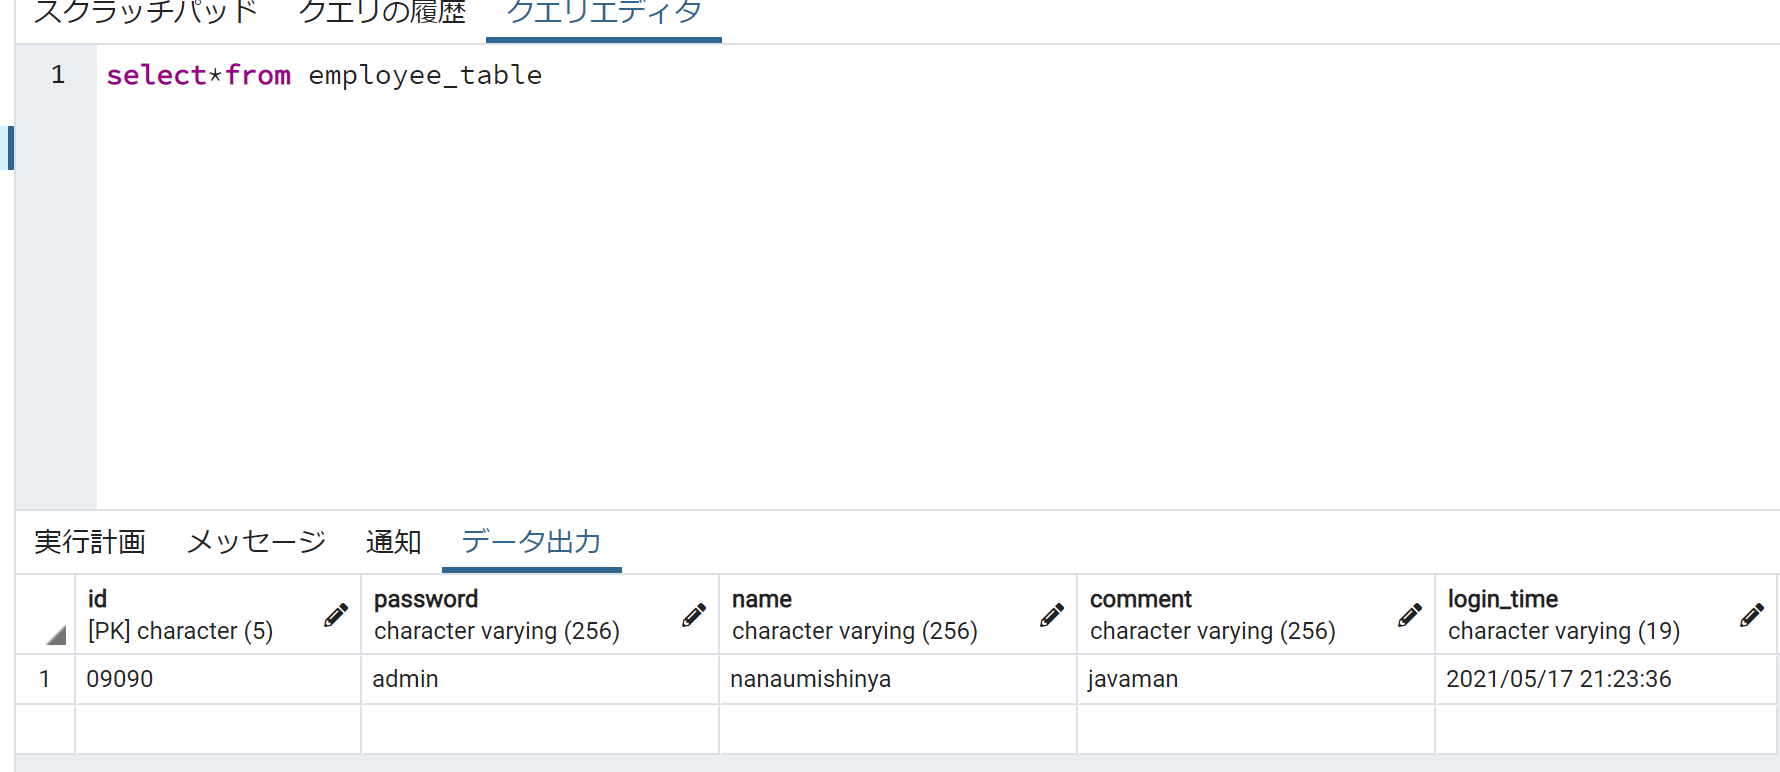 スクラッチパッド クエリの履歴 クエリエディタ
1 select*from employee_table
実行計画 メッセージ 通知 データ出力
id password name comment login_time
[PK] character (5) character varying (256) character varying (256) character varying (256) character varying (19)
1 09090 admin nanaumishinya javaman 2021/05/17 21:23:36